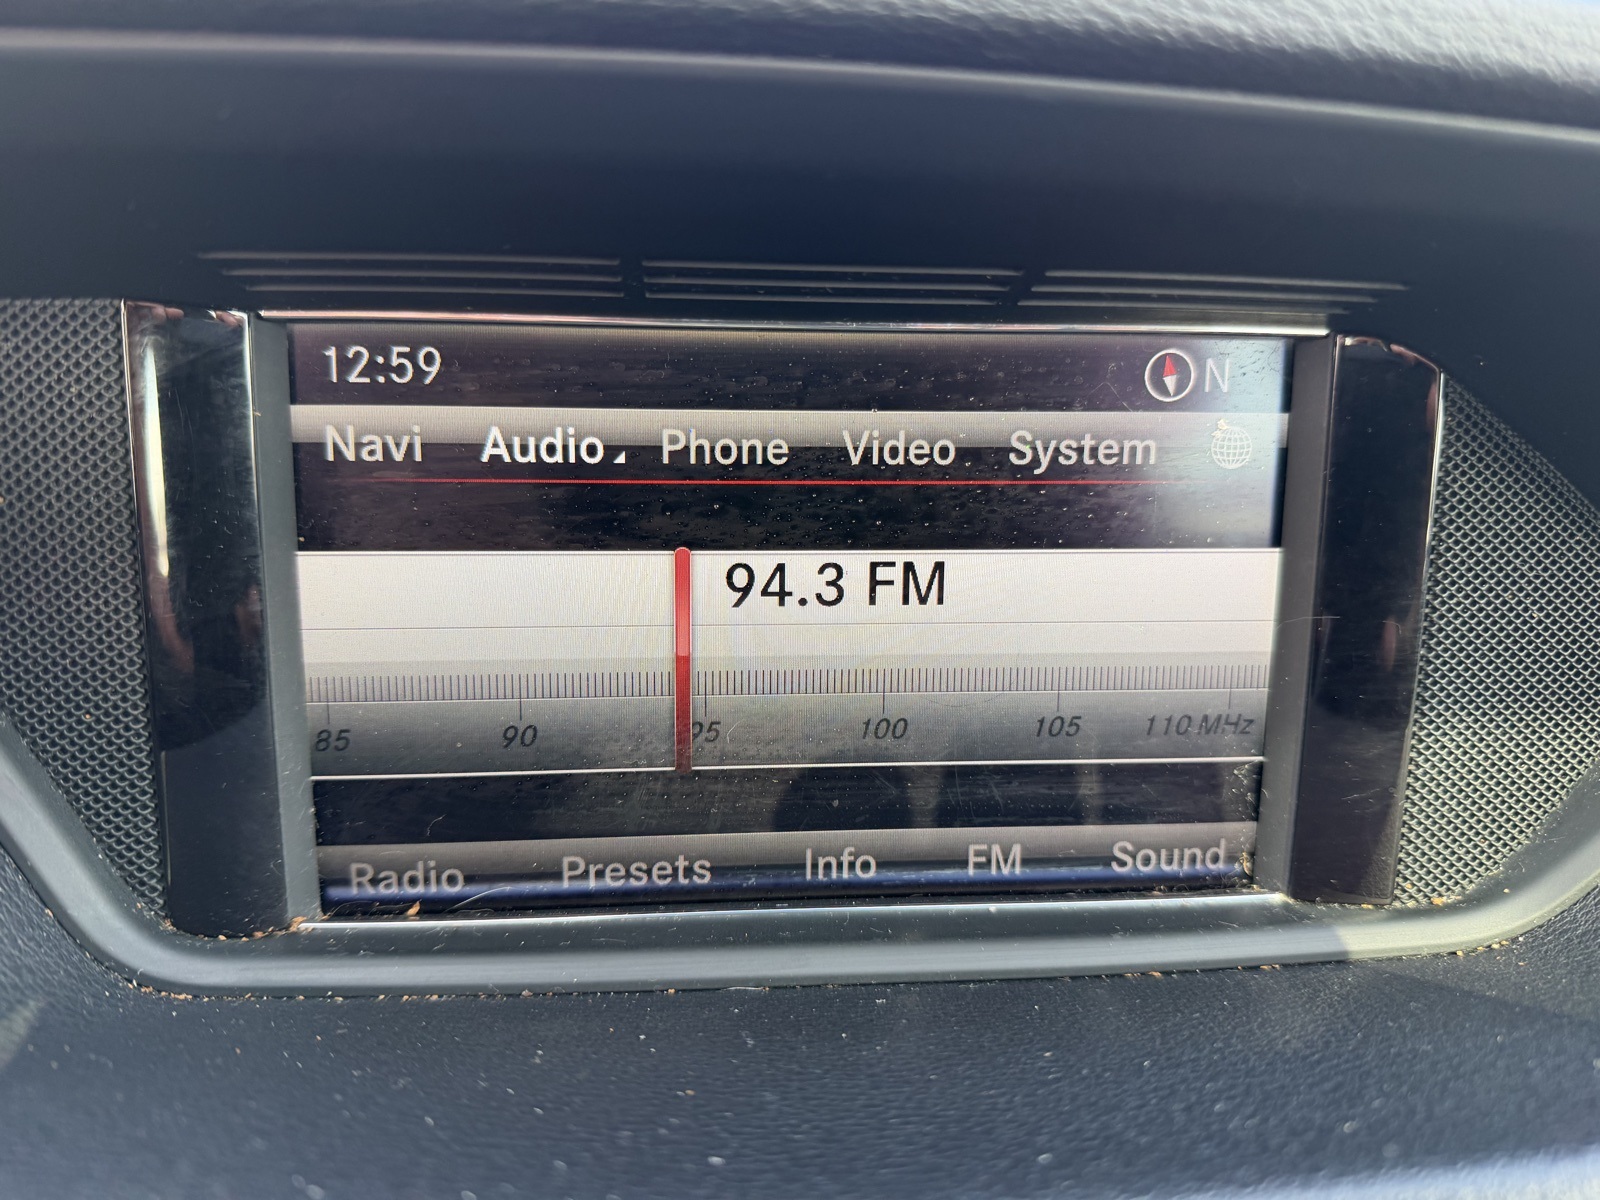 12:59 N
Navi Audio Phone Video System
94.3 FM
85 90 95 100 105 110 MHz
Radio Presets Info FM Sound